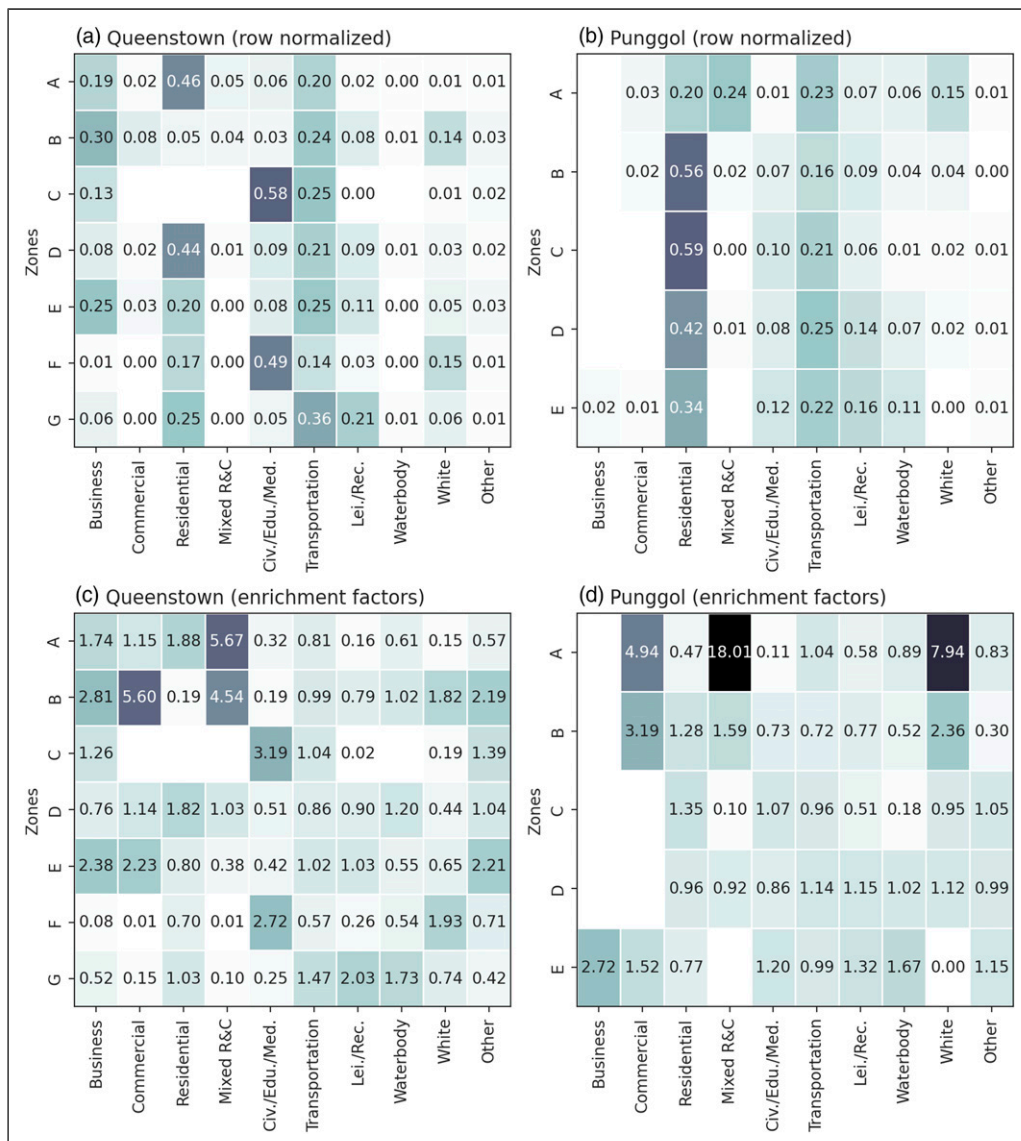 (a) Queenstown (row normalized)
A 0.19 0.02 0.46 0.05 0.06 0.20 0.02 0.00 0.01 0.01
B 0.30 0.08 0.05 0.04 0.03 0.24 0.08 0.01 0.14 0.03
C 0.13 0.58 0.25 0.00 0.01 0.02
D 0.08 0.02 0.44 0.01 0.09 0.21 0.09 0.01 0.03 0.02
E 0.25 0.03 0.20 0.00 0.08 0.25 0.11 0.00 0.05 0.03
F 0.01 0.00 0.17 0.00 0.49 0.14 0.03 0.00 0.15 0.01
G 0.06 0.00 0.25 0.00 0.05 0.36 0.21 0.01 0.06 0.01
Zones
Business
Commercial
Residential
Mixed R&C
Civ./Edu./Med.
Transportation
Lei./Rec.
Waterbody
White
Other
(b) Punggol (row normalized)
A 0.03 0.20 0.24 0.01 0.23 0.07 0.06 0.15 0.01
B 0.02 0.56 0.02 0.07 0.16 0.09 0.04 0.04 0.00
C 0.59 0.00 0.10 0.21 0.06 0.01 0.02 0.01
D 0.42 0.01 0.08 0.25 0.14 0.07 0.02 0.01
E 0.02 0.01 0.34 0.12 0.22 0.16 0.11 0.00 0.01
Zones
Business
Commercial
Residential
Mixed R&C
Civ./Edu./Med.
Transportation
Lei./Rec.
Waterbody
White
Other
(c) Queenstown (enrichment factors)
A 1.74 1.15 1.88 5.67 0.32 0.81 0.16 0.61 0.15 0.57
B 2.81 5.60 0.19 4.54 0.19 0.99 0.79 1.02 1.82 2.19
C 1.26 3.19 1.04 0.02 0.19 1.39
D 0.76 1.14 1.82 1.03 0.51 0.86 0.90 1.20 0.44 1.04
E 2.38 2.23 0.80 0.38 0.42 1.02 1.03 0.55 0.65 2.21
F 0.08 0.01 0.70 0.01 2.72 0.57 0.26 0.54 1.93 0.71
G 0.52 0.15 1.03 0.10 0.25 1.47 2.03 1.73 0.74 0.42
Zones
Business
Commercial
Residential
Mixed R&C
Civ./Edu./Med.
Transportation
Lei./Rec.
Waterbody
White
Other
(d) Punggol (enrichment factors)
A 4.94 0.47 18.01 0.11 1.04 0.58 0.89 7.94 0.83
B 3.19 1.28 1.59 0.73 0.72 0.77 0.52 2.36 0.30
C 1.35 0.10 1.07 0.96 0.51 0.18 0.95 1.05
D 0.96 0.92 0.86 1.14 1.15 1.02 1.12 0.99
E 2.72 1.52 0.77 1.20 0.99 1.32 1.67 0.00 1.15
Zones
Business
Commercial
Residential
Mixed R&C
Civ./Edu./Med.
Transportation
Lei./Rec.
Waterbody
White
Other